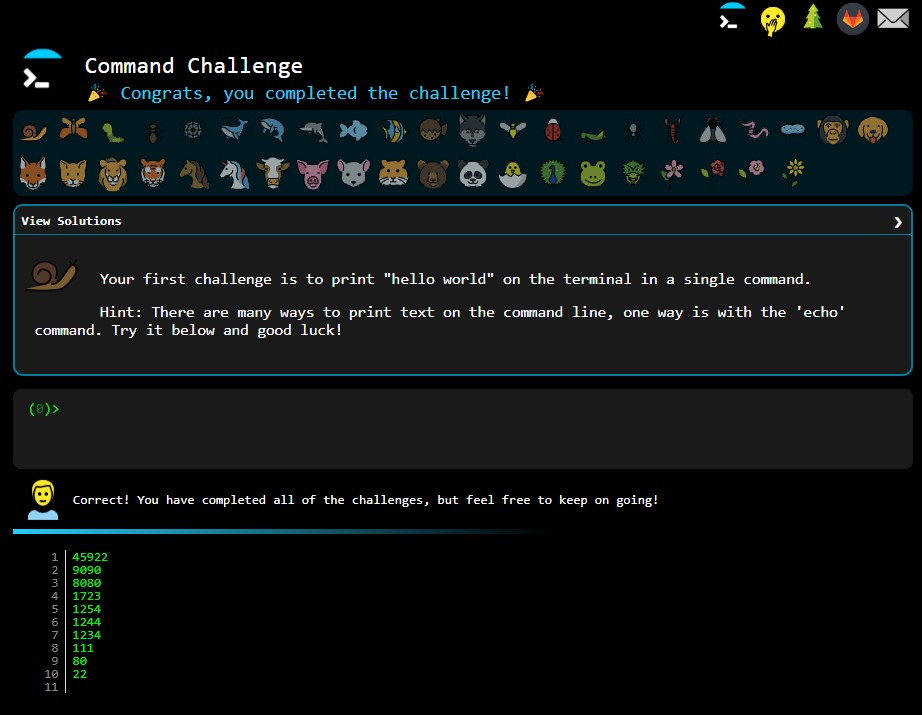 Command Challenge
Congrats, you completed the challenge!
View Solutions
Your first challenge is to print "hello world" on the terminal in a single command.
Hint: There are many ways to print text on the command line, one way is with the 'echo'
command. Try it below and good luck!
(0)>
Correct! You have completed all of the challenges, but feel free to keep on going!
1 45922
2 9090
3 8080
4 1723
5 1254
6 1244
7 1234
8 111
9 80
10 22
11